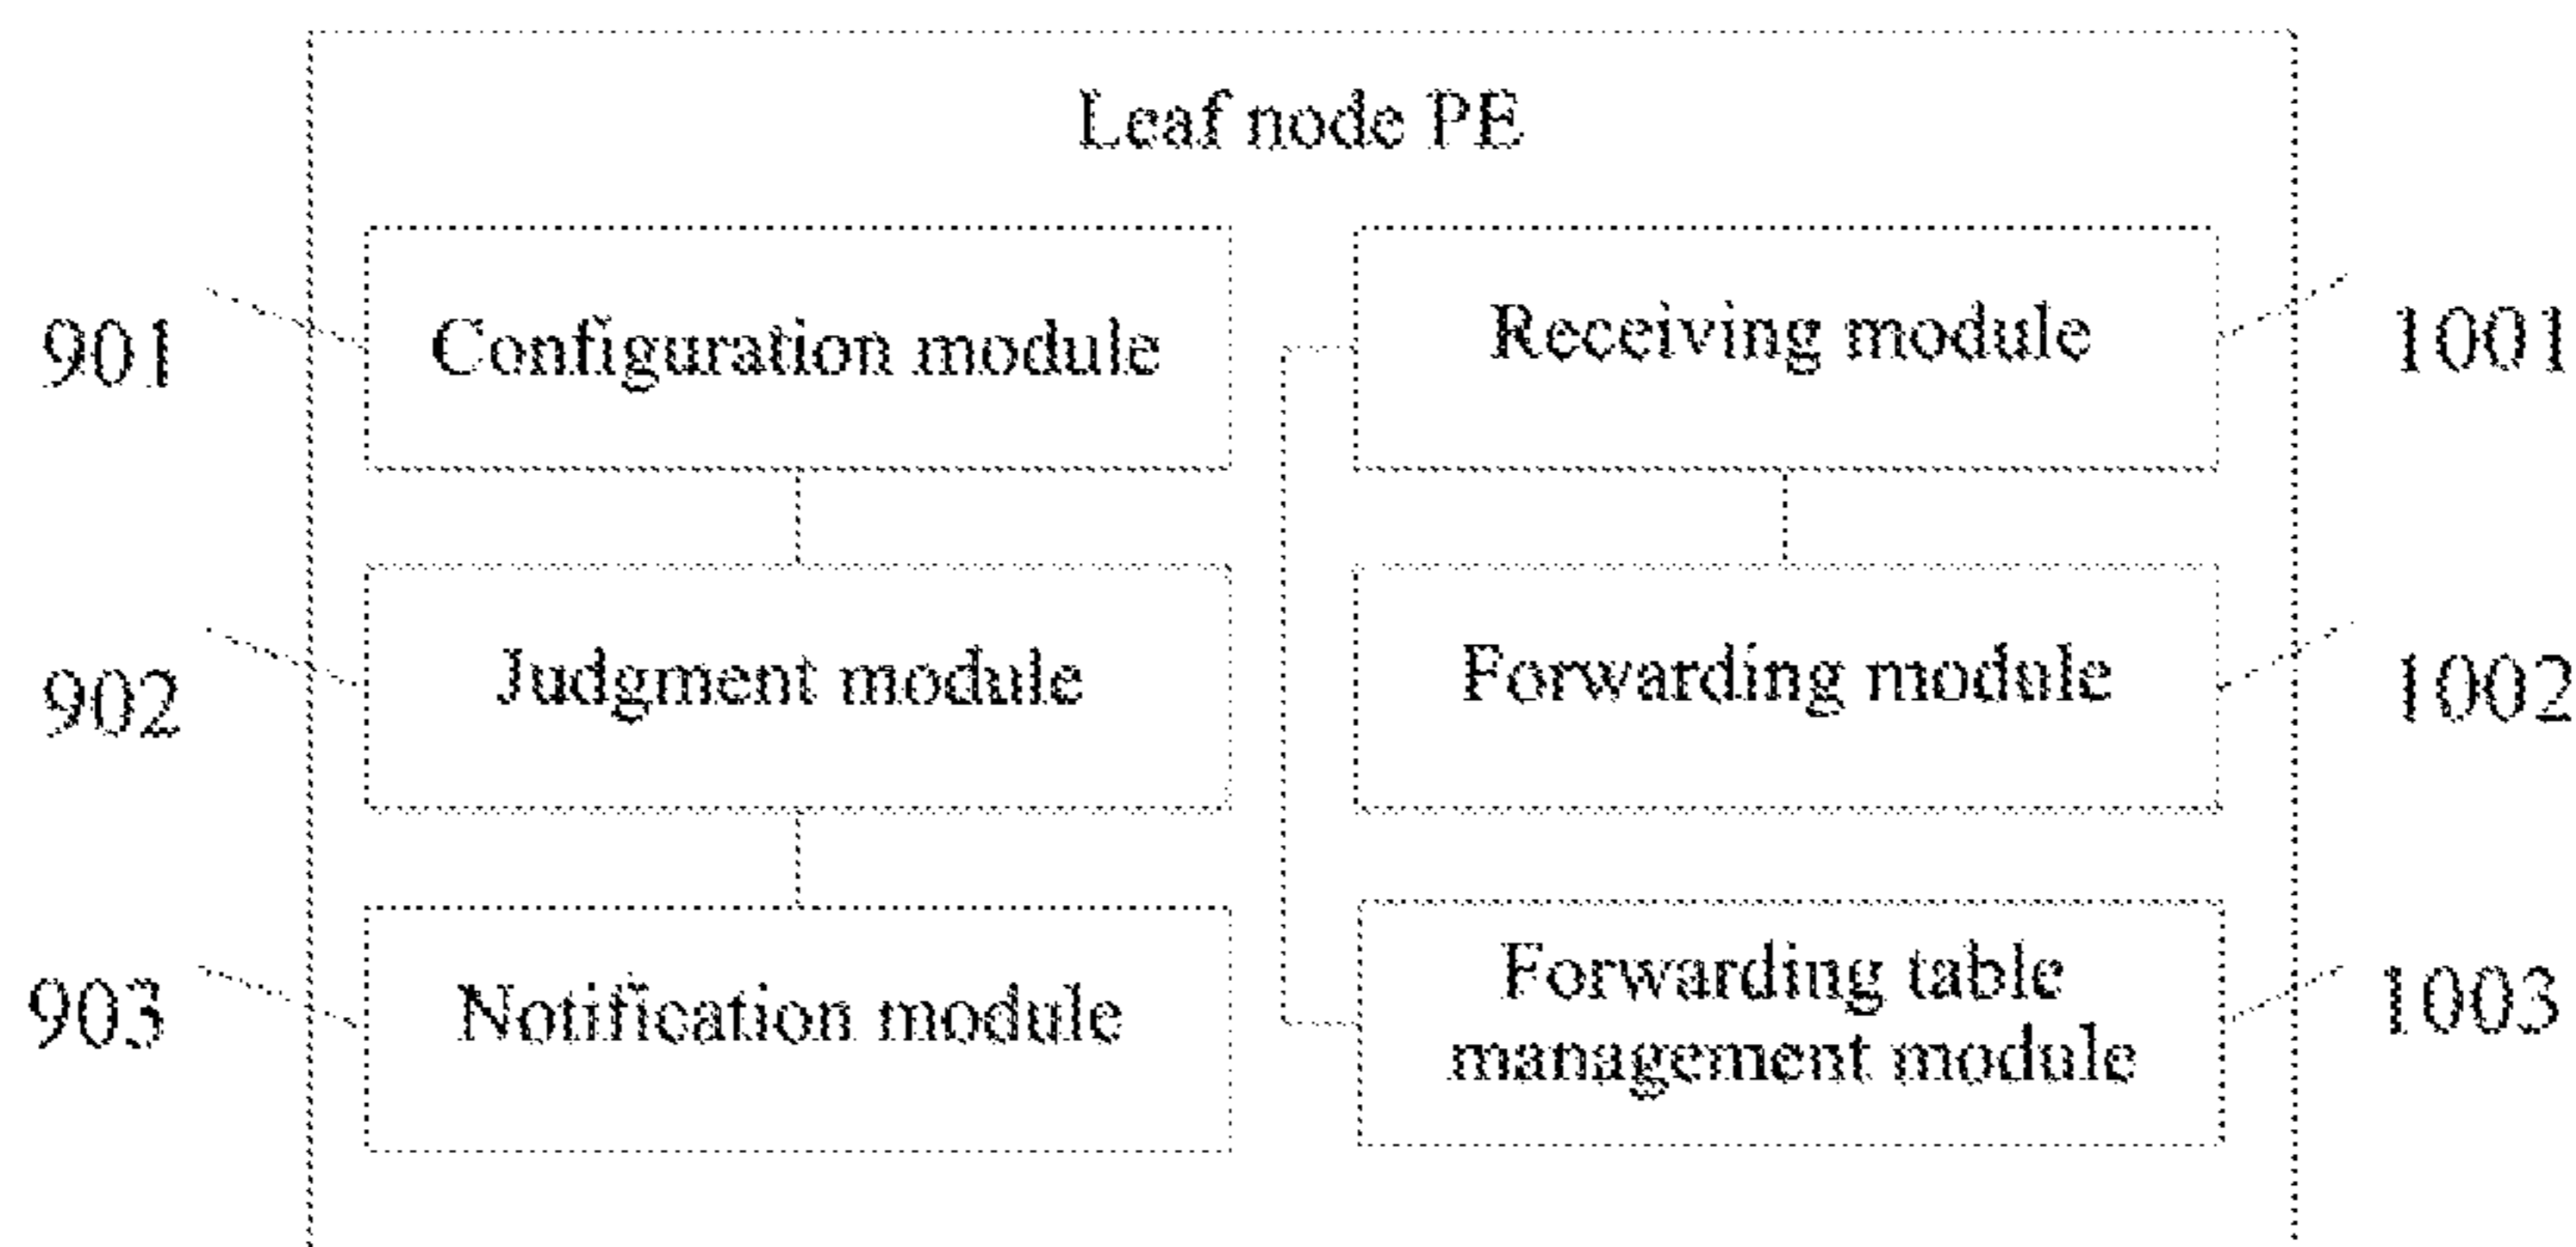 Leaf node PE
901
Configuration module
Receiving module
1001
902
Judgment module
Forwarding module
1002
903
Notification module
Forwarding table
management module
1003